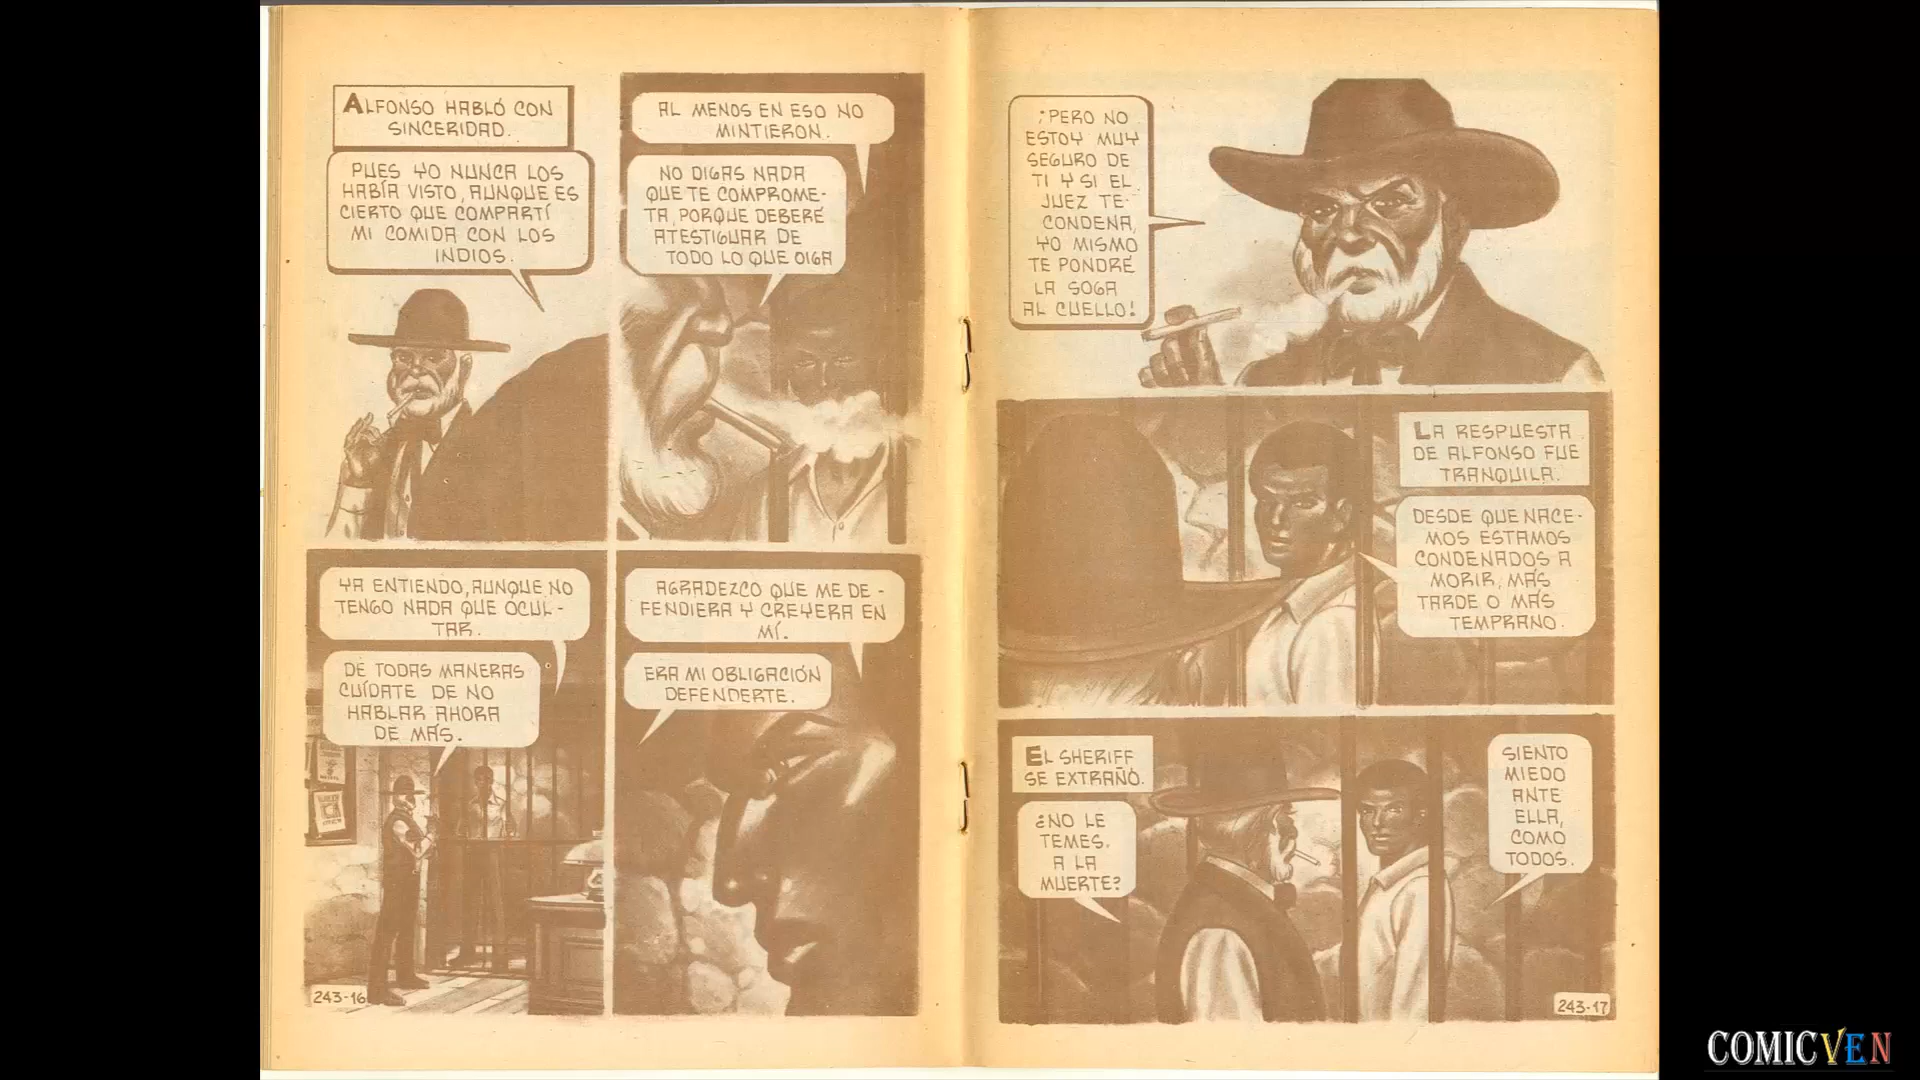 ALFONSO HABLÓ CON
SINCERIDAD.
PUES YO NUNCA LOS
HABÍA VISTO, AUNQUE ES
CIERTO QUE COMPARTÍ
MI COMIDA CON LOS
INDIOS.
AL MENOS EN ESO NO
MINTIERON.
NO DIGAS NADA
QUE TE COMPROME-
TA, PORQUE DEBERÉ
ATESTIGUAR DE
TODO LO QUE OIGA
YA ENTIENDO, AUNQUE NO
TENGO NADA QUE OCUL-
TAR.
DE TODAS MANERAS
CUÍDATE DE NO
HABLAR AHORA
DE MÁS.
243-16
AGRADEZCO QUE ME DE-
FENDIERA Y CREYERA EN
MÍ.
ERA MI OBLIGACIÓN
DEFENDERTE.
¡PERO NO
ESTOY MUY
SEGURO DE
TI Y SI EL
JUEZ TE
CONDENA,
YO MISMO
TE PONDRÉ
LA SOGA
AL CUELLO!
LA RESPUESTA
DE ALFONSO FUE
TRANQUILA.
DESDE QUE NACE-
MOS ESTAMOS
CONDENADOS A
MORIR, MÁS
TARDE O MÁS
TEMPRANO.
EL SHERIFF
SE EXTRAÑÓ.
¿NO LE
TEMES.
A LA
MUERTE?
SIENTO
MIEDO
ANTE
ELLA,
COMO
TODOS.
243-17
COMICVEN